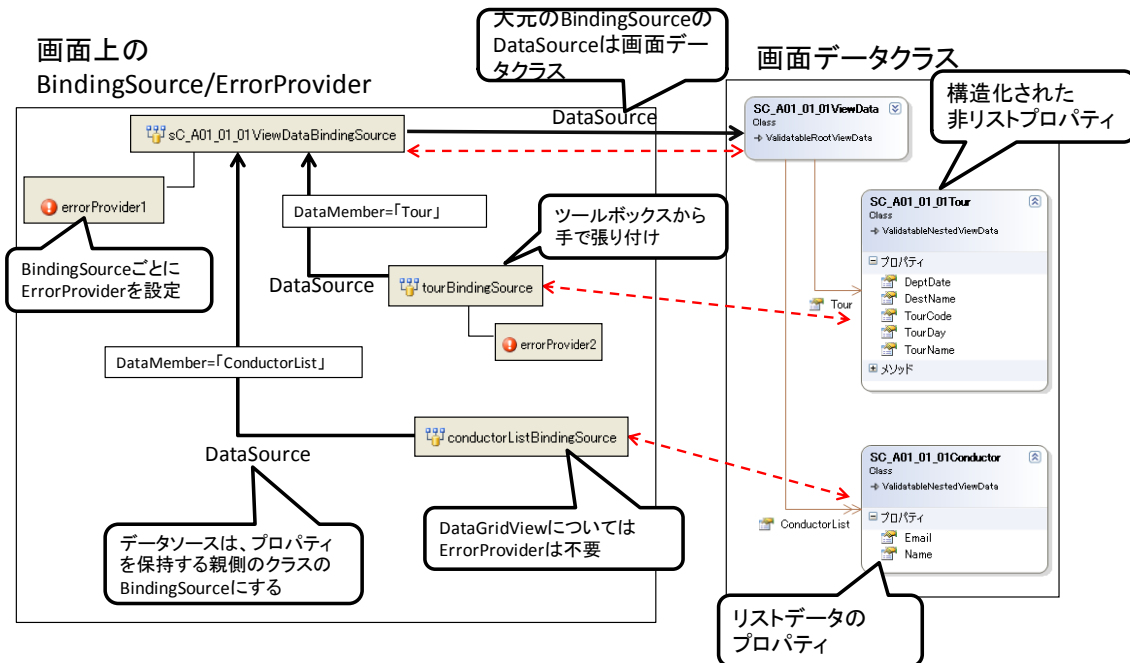 画面上の
BindingSource/ErrorProvider
大元のBindingSourceの
DataSourceは画面デー
タクラス
画面データクラス
DataSource
sC_A01_01_01ViewDataBindingSource
SC_A01_01_01ViewData
Class
ValidatableRootViewData
構造化された
非リストプロパティ
errorProvider1
DataMember=「Tour」
ツールボックスから
手で張り付け
SC_A01_01_01Tour
Class
ValidatableNestedViewData
プロパティ
DeptDate
DestName
TourCode
TourDay
TourName
メソッド
BindingSourceごとに
ErrorProviderを設定
DataSource
tourBindingSource
Tour
errorProvider2
DataMember=「ConductorList」
conductorListBindingSource
DataSource
SC_A01_01_01Conductor
Class
ValidatableNestedViewData
プロパティ
Email
Name
ConductorList
データソースは、プロパティ
を保持する親側のクラスの
BindingSourceにする
DataGridViewについては
ErrorProviderは不要
リストデータの
プロパティ